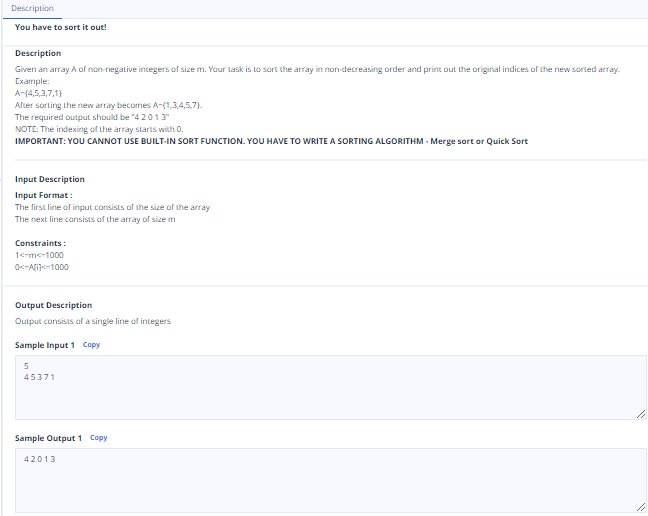 Description
You have to sort it out!
Description
Given an array A of non-negative integers of size m. Your task is to sort the array in non-decreasing order and print out the original indices of the new sorted array.
Example:
A={4,5,3,7,1}
After sorting the new array becomes A={1,3,4,5,7}.
The required output should be "4 2 0 1 3"
NOTE: The indexing of the array starts with 0.
IMPORTANT: YOU CANNOT USE BUILT-IN SORT FUNCTION. YOU HAVE TO WRITE A SORTING ALGORITHM - Merge sort or Quick Sort
Input Description
Input Format :
The first line of input consists of the size of the array
The next line consists of the array of size m
Constraints :
1<=m<=1000
0<=A[i]<=1000
Output Description
Output consists of a single line of integers
Sample Input 1 Copy
5
4 5 3 7 1
Sample Output 1 Copy
4 2 0 1 3